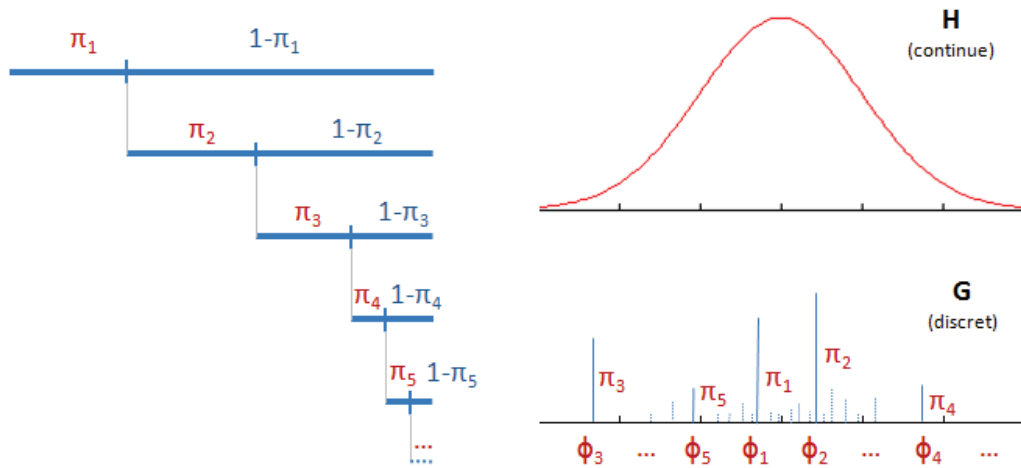 π₁ 1-π₁
π₂ 1-π₂
π₃ 1-π₃
π₄ 1-π₄
π₅ 1-π₅
...
H
(continue)
G
(discret)
π₃ π₅ π₁ π₂ π₄
ϕ₃ ... ϕ₅ ϕ₁ ϕ₂ ... ϕ₄ ...